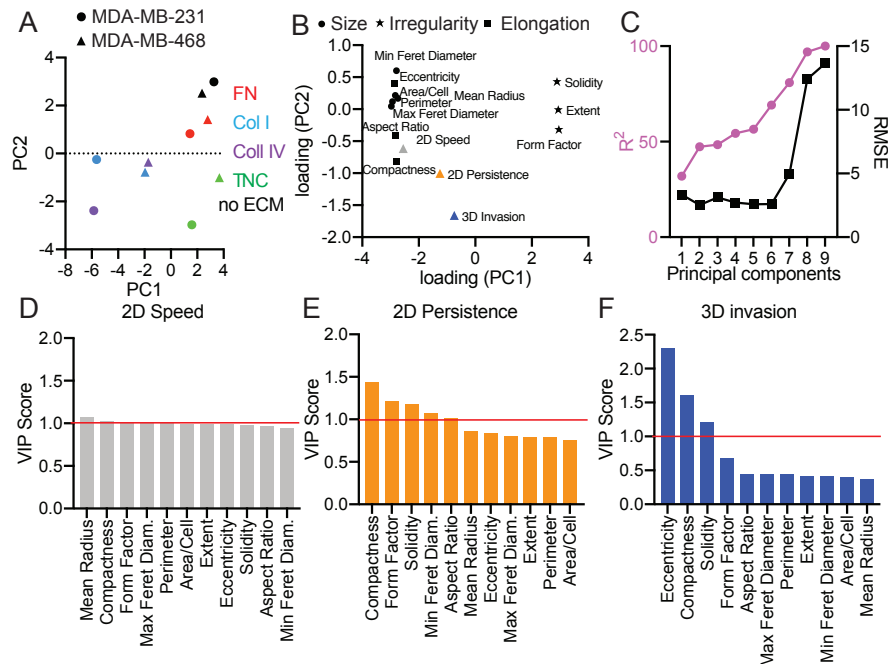 A
MDA-MB-231
MDA-MB-468
4
2
0
-2
-4
PC2
-8 -6 -4 -2 0 2 4
PC1
FN
Col I
Coll IV
TNC
no ECM
B
Size Irregularity Elongation
1.0
0.5
0.0
-0.5
-1.0
-1.5
-2.0
loading (PC2)
Min Feret Diameter
Eccentricity
Area/Cell
Mean Radius
Perimeter
Max Feret Diameter
Aspect Ratio
2D Speed
Compactness
2D Persistence
3D Invasion
Solidity
Extent
Form Factor
-4 -2 0 2 4
loading (PC1)
C
100
50
0
R²
15
10
5
0
RMSE
1 2 3 4 5 6 7 8 9
Principal components
D
2D Speed
2.0
1.5
1.0
0.5
0.0
VIP Score
Mean Radius
Compactness
Form Factor
Max Feret Diam.
Perimeter
Area/Cell
Extent
Eccentricity
Solidity
Aspect Ratio
Min Feret Diam.
E
2D Persistence
2.0
1.5
1.0
0.5
0.0
VIP Score
Compactness
Form Factor
Solidity
Min Feret Diam.
Aspect Ratio
Mean Radius
Eccentricity
Max Feret Diam.
Extent
Perimeter
Area/Cell
F
3D invasion
2.5
2.0
1.5
1.0
0.5
0.0
VIP Score
Eccentricity
Compactness
Solidity
Form Factor
Aspect Ratio
Max Feret Diameter
Perimeter
Extent
Min Feret Diameter
Area/Cell
Mean Radius